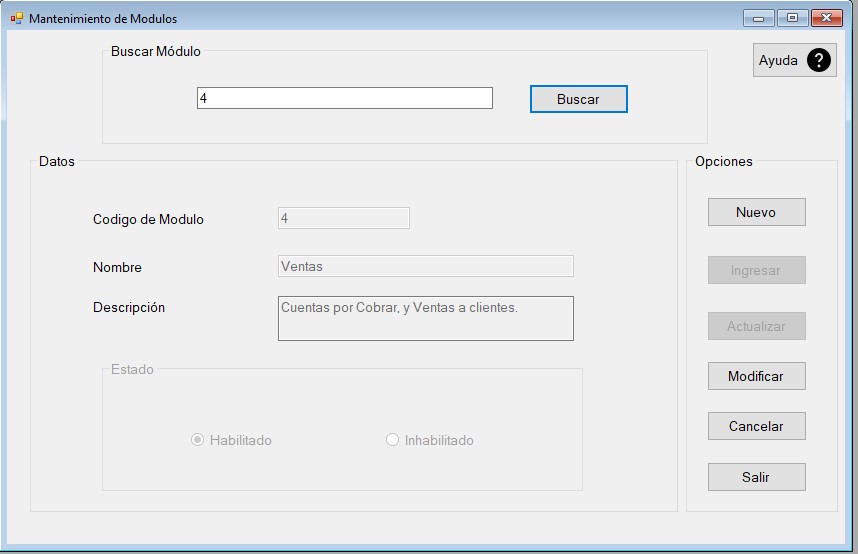 Mantenimiento de Modulos
Buscar Módulo
Ayuda ?
4
Buscar
Datos
Opciones
Codigo de Modulo
4
Nuevo
Nombre
Ventas
Ingresar
Descripción
Cuentas por Cobrar, y Ventas a clientes.
Actualizar
Estado
Modificar
Habilitado
Inhabilitado
Cancelar
Salir